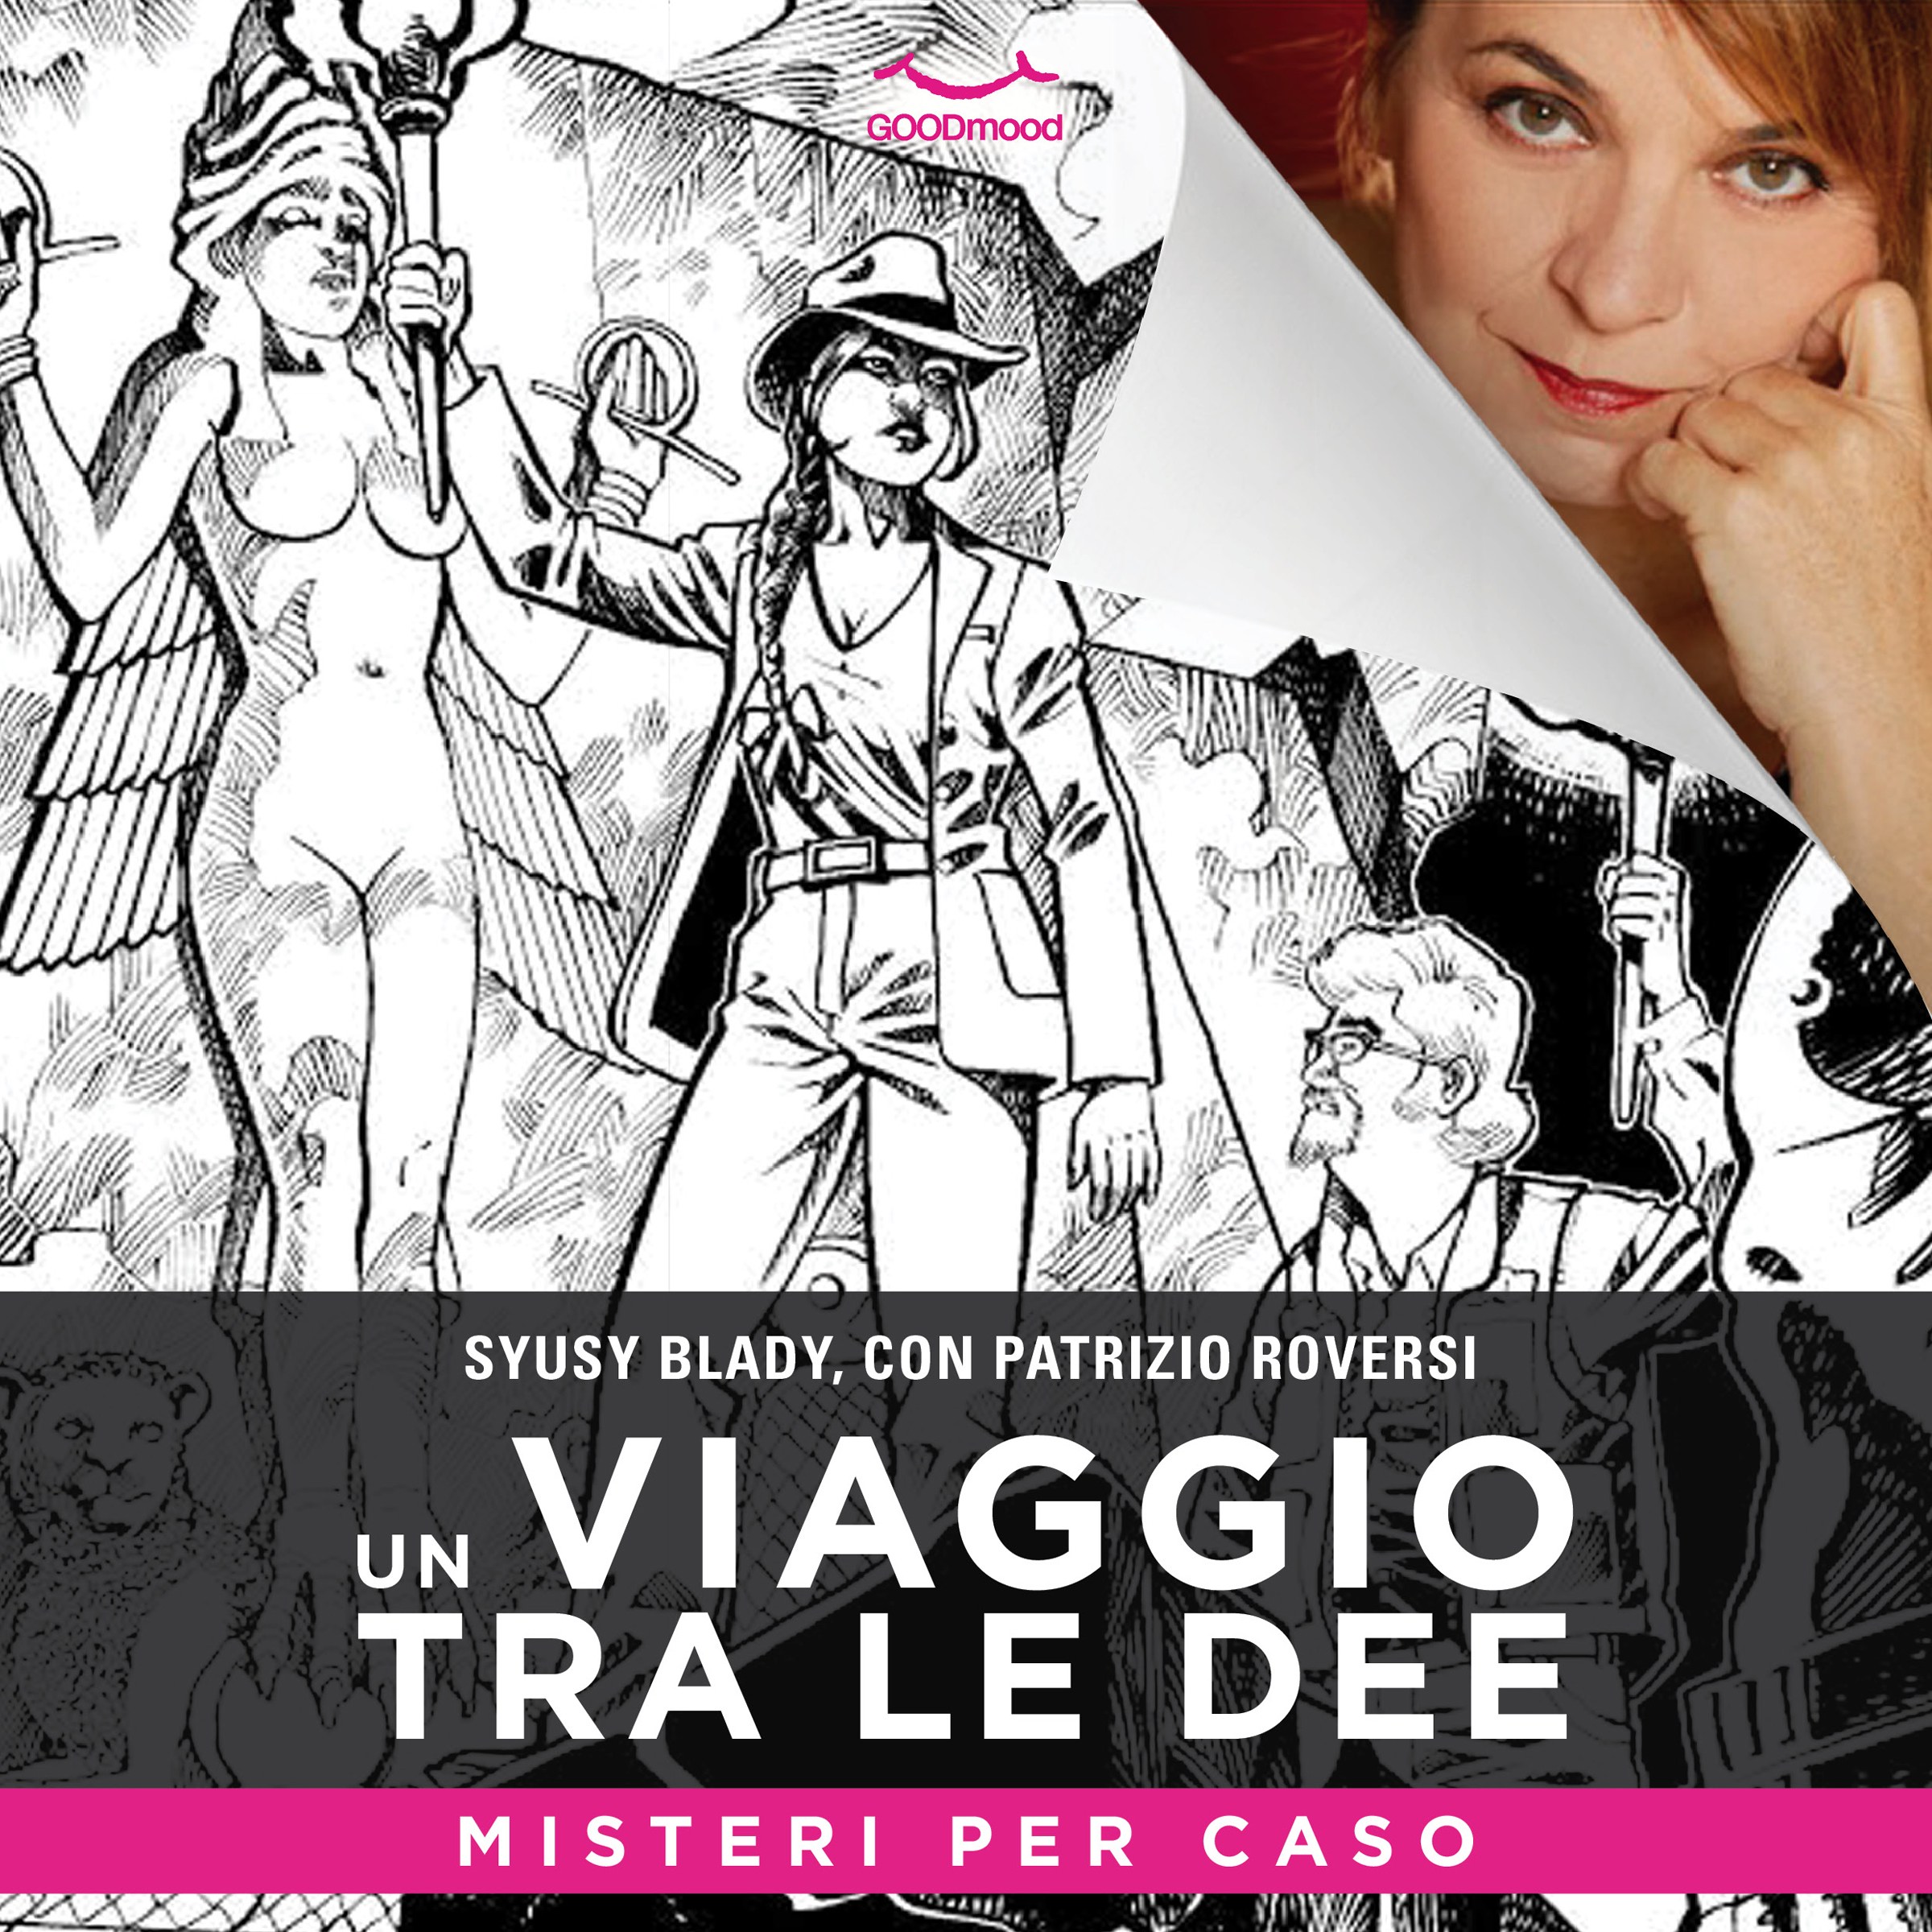 GOODmood
SYUSY BLADY, CON PATRIZIO ROVERSI
UN VIAGGIO
TRA LE DEE
MISTERI PER CASO